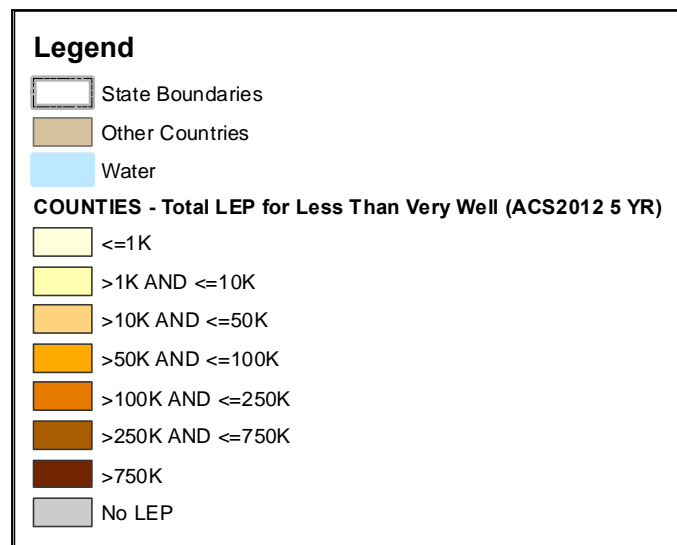 Legend
State Boundaries
Other Countries
Water
COUNTIES - Total LEP for Less Than Very Well (ACS2012 5 YR)
<=1K
>1K AND <=10K
>10K AND <=50K
>50K AND <=100K
>100K AND <=250K
>250K AND <=750K
>750K
No LEP